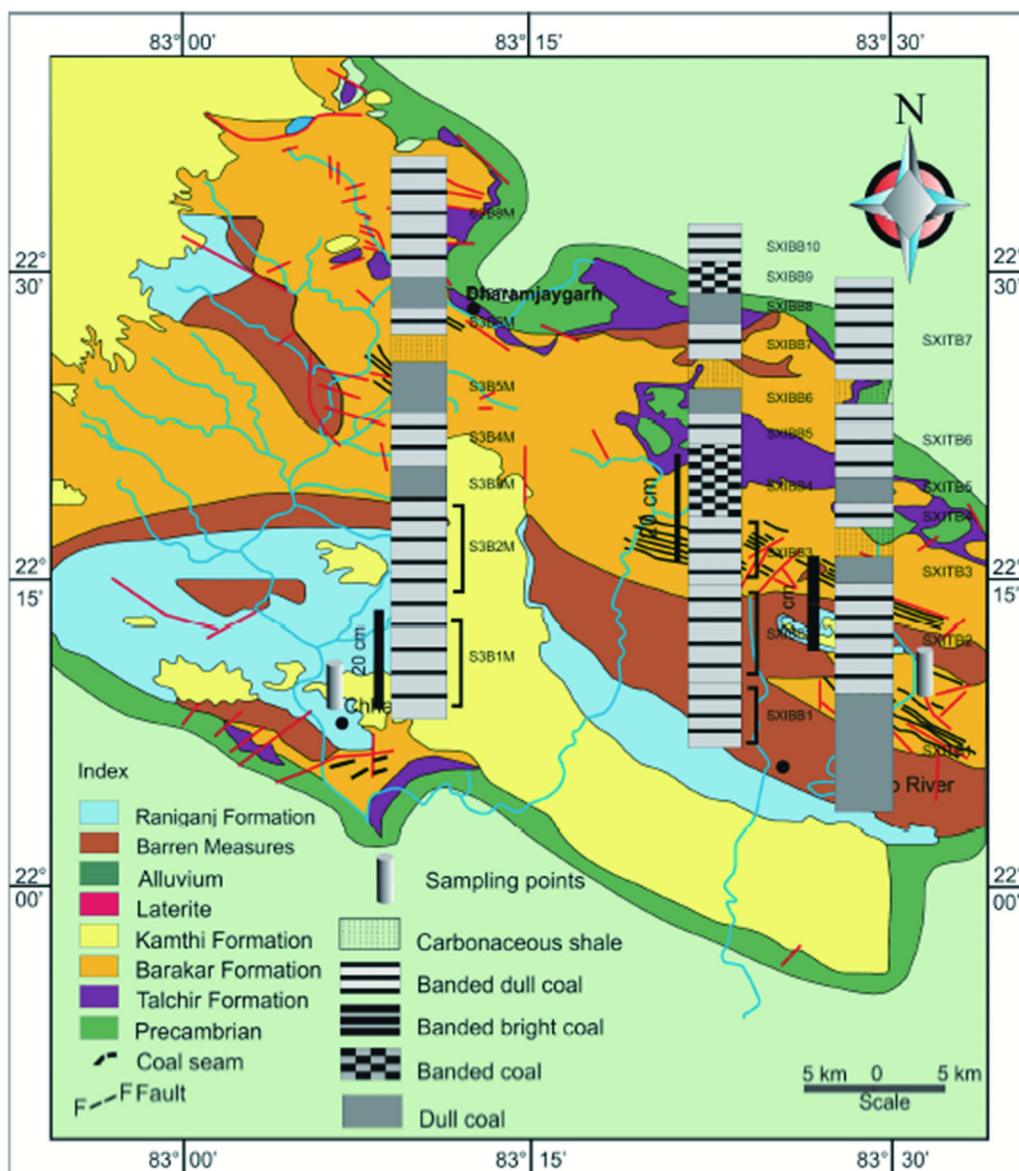 83° 00'
83° 15'
83° 30'
N
22° 30'
22° 30'
Dharamjaygarh
S3B5M
S3B4M
S3B2M
S3B1M
20 cm
SXIBB10
SXIBB9
SXIBB8
SXIBB7
SXIBB6
SXIBB5
SXIBB3
SXIBB1
SXITB7
SXITB6
SXITB5
SXITB4
SXITB3
SXITB2
cm
cm
22° 15'
22° 15'
River
22° 00'
22° 00'
Index
Raniganj Formation
Barren Measures
Alluvium
Laterite
Kamthi Formation
Barakar Formation
Talchir Formation
Precambrian
Coal seam
F F Fault
Sampling points
Carbonaceous shale
Banded dull coal
Banded bright coal
Banded coal
Dull coal
5 km 0 5 km
Scale
83° 00'
83° 15'
83° 30'